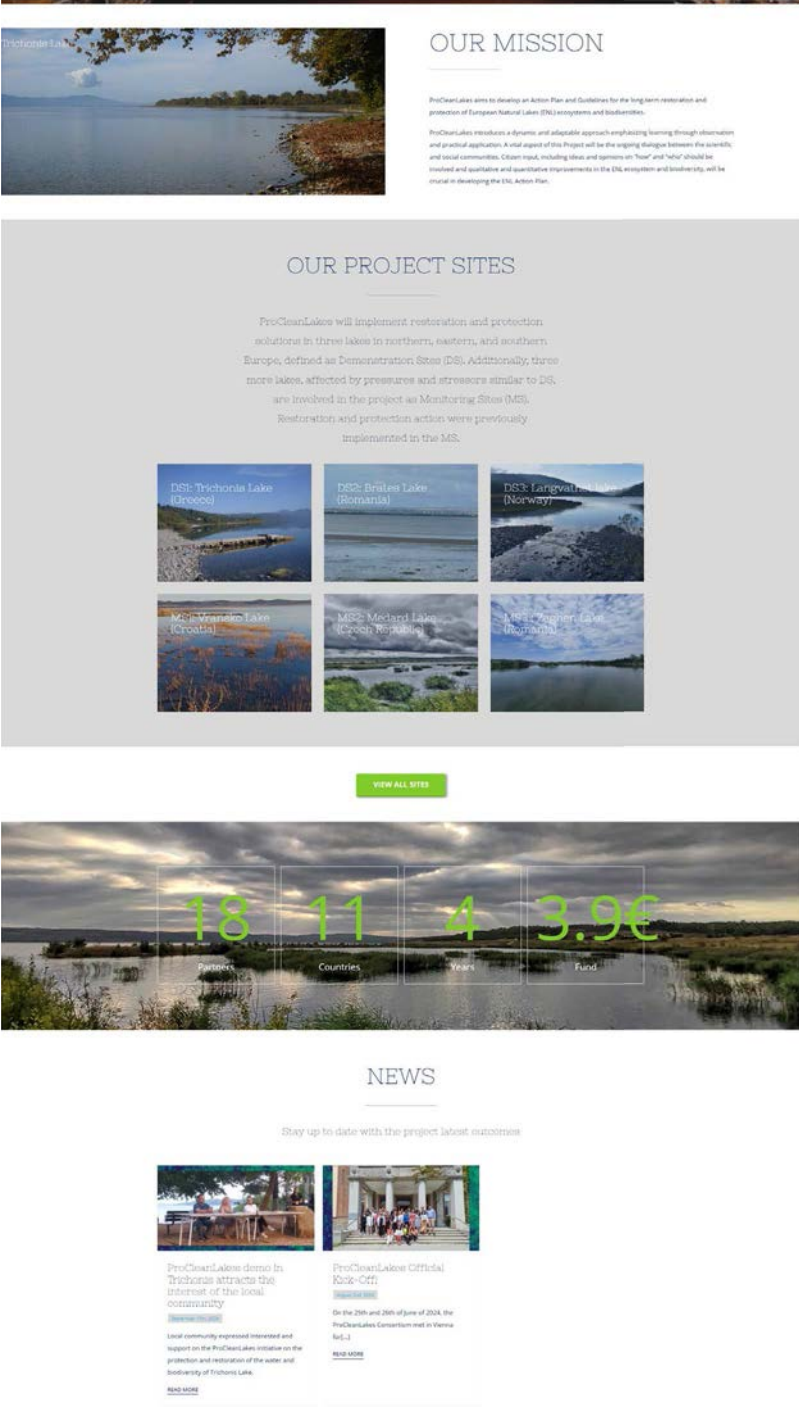 Trichonis Lake
OUR MISSION
ProCleanLakes aims to develop an Action Plan and Guidelines for the long-term restoration and
protection of European Natural Lakes (ENL) ecosystems and biodiversities.
ProCleanLakes introduces a dynamic and adaptable approach emphasizing learning through observation
and practical application. A vital aspect of this Project will be the ongoing dialogue between the scientific
and social communities. Citizen input, including ideas and opinions on "how" and "who" should be
involved and qualitative and quantitative improvements in the ENL ecosystem and biodiversity, will be
crucial in developing the ENL Action Plan.
OUR PROJECT SITES
ProCleanLakes will implement restoration and protection
solutions in three lakes in northern, eastern, and southern
Europe, defined as Demonstration Sites (DS). Additionally, three
more lakes, affected by pressures and stressors similar to DS,
are involved in the project as Monitoring Sites (MS).
Restoration and protection action were previously
implemented in the MS.
DS1: Trichonis Lake
(Greece)
DS2: Brates Lake
(Romania)
DS3: Langvatnet lake
(Norway)
MS1: Vransko Lake
(Croatia)
MS2: Medard Lake
(Czech Republic)
Lake
(Romania)
VIEW ALL SITES
18
11
4
3.9€
Partners
Countries
Years
Fund
NEWS
Stay up to date with the project latest outcomes
ProCleanLakes demo in
Trichonis attracts the
interest of the local
community
Local community expressed interested and
support on the ProCleanLakes initiative on the
protection and restoration of the water and
biodiversity of Trichonis Lake.
READ MORE
ProCleanLakes Official
Kick-Off!
On the 25th and 26th of June of 2024, the
ProCleanLakes Consortium met in Vienna
for[...]
READ MORE